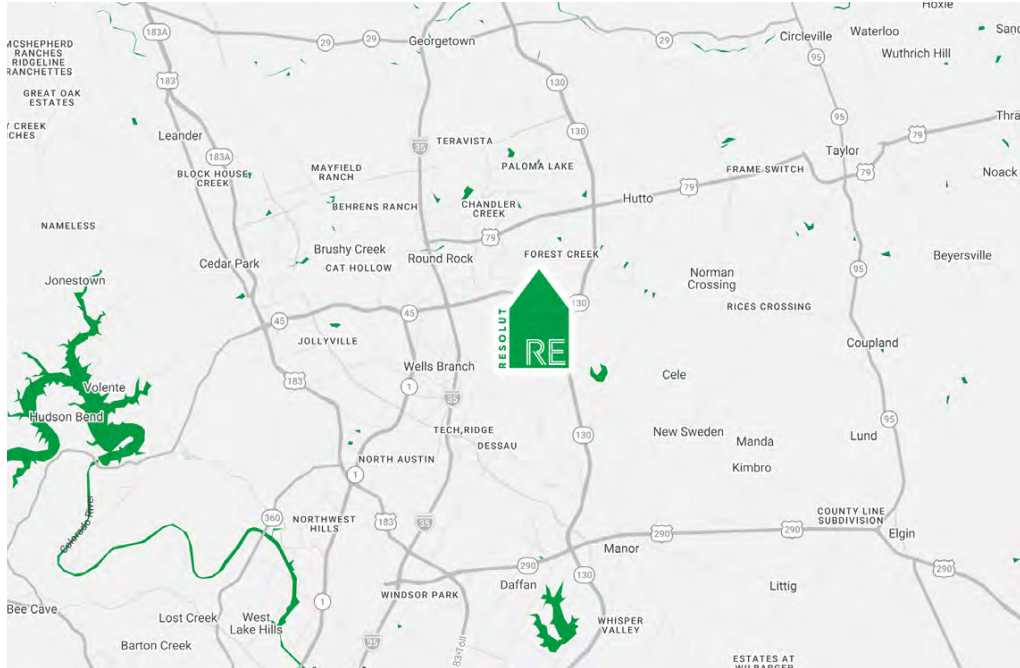 Hoxie
183A
29
29
Georgetown
29
Circleville
Waterloo
MCSHEPHERD
RANCHES
RIDGELINE
RANCHETTES
Wuthrich Hill
95
183
130
GREAT OAK
ESTATES
95
Thra
130
Leander
79
35
TERAVISTA
Taylor
183A
MAYFIELD
RANCH
PALOMA LAKE
FRAME SWITCH
79
Noack
BLOCK HOUSE
CREEK
79
Hutto
BEHRENS RANCH
CHANDLER
CREEK
NAMELESS
79
Brushy Creek
Round Rock
FOREST CREEK
Beyersville
Cedar Park
CAT HOLLOW
95
Norman
Crossing
Jonestown
130
RICES CROSSING
45
45
RESOLUT
RE
JOLLYVILLE
Coupland
Wells Branch
Cele
183
1
Volente
35
Hudson Bend
95
TECH RIDGE
New Sweden
Lund
130
DESSAU
Manda
NORTH AUSTIN
Kimbro
1
Colorado River
360
NORTHWEST
HILLS
183
35
COUNTY LINE
SUBDIVISION
290
290
Elgin
Manor
290
290
130
Daffan
Littig
WINDSOR PARK
1
Bee Cave
Lost Creek
West
Lake Hills
WHISPER
VALLEY
Barton Creek
35
ESTATES AT